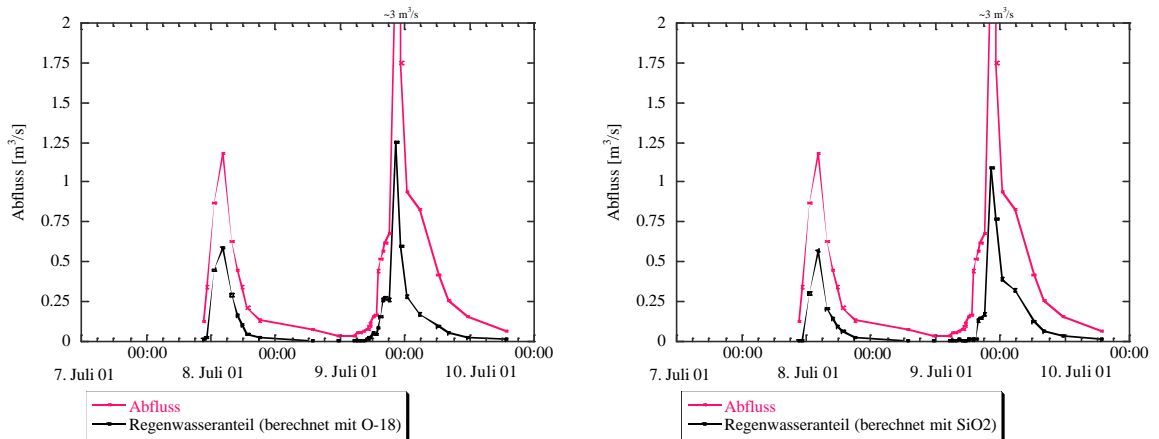 ~3 m³/s
2
1.75
1.5
1.25
1
0.75
0.5
0.25
0
Abfluss [m³/s]
00:00 00:00 00:00 00:00
7. Juli 01 8. Juli 01 9. Juli 01 10. Juli 01
Abfluss
Regenwasseranteil (berechnet mit O-18)
~3 m³/s
2
1.75
1.5
1.25
1
0.75
0.5
0.25
0
Abfluss [m³/s]
00:00 00:00 00:00 00:00
7. Juli 01 8. Juli 01 9. Juli 01 10. Juli 01
Abfluss
Regenwasseranteil (berechnet mit SiO2)